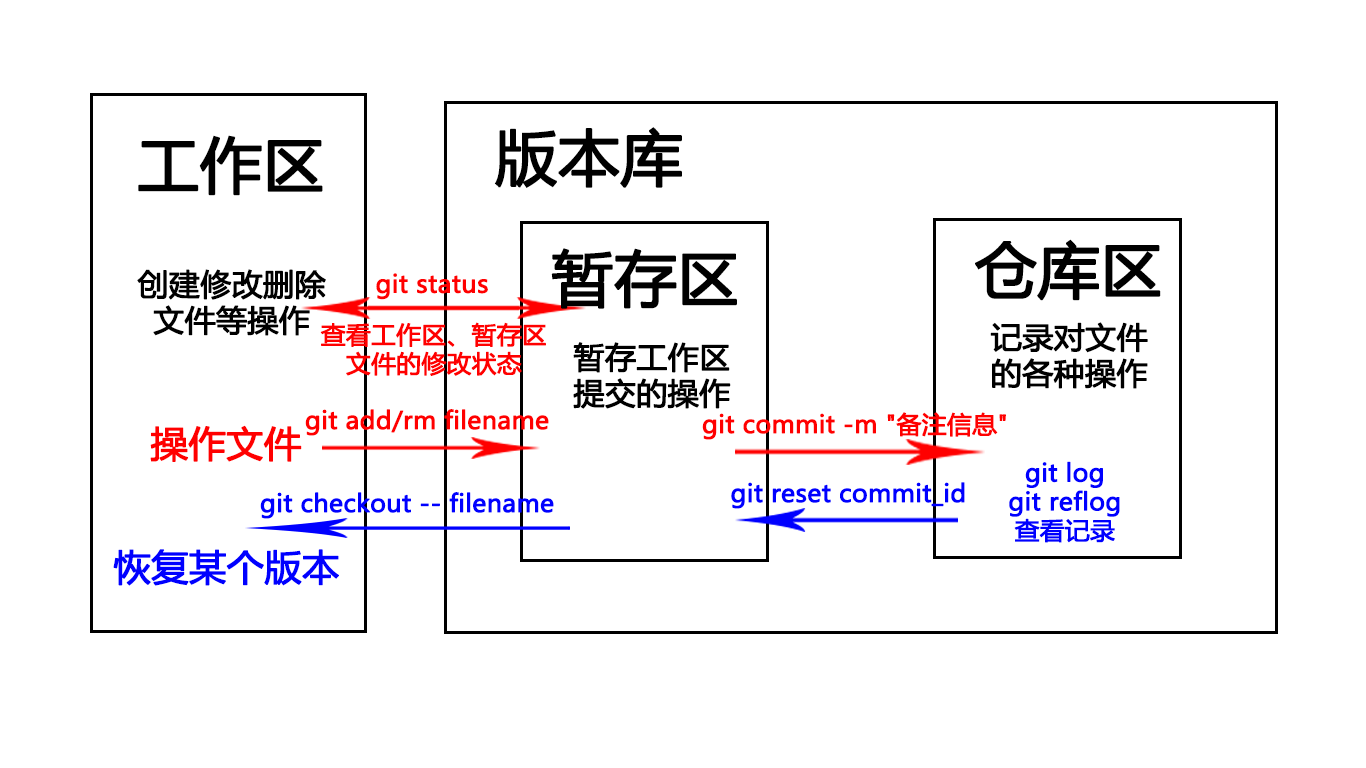 工作区
创建修改删除
文件等操作
操作文件
恢复某个版本
git status
查看工作区、暂存区
文件的修改状态
git add/rm filename
git checkout -- filename
版本库
暂存区
暂存工作区
提交的操作
git commit -m "备注信息"
git reset commit_id
仓库区
记录对文件
的各种操作
git log
git reflog
查看记录